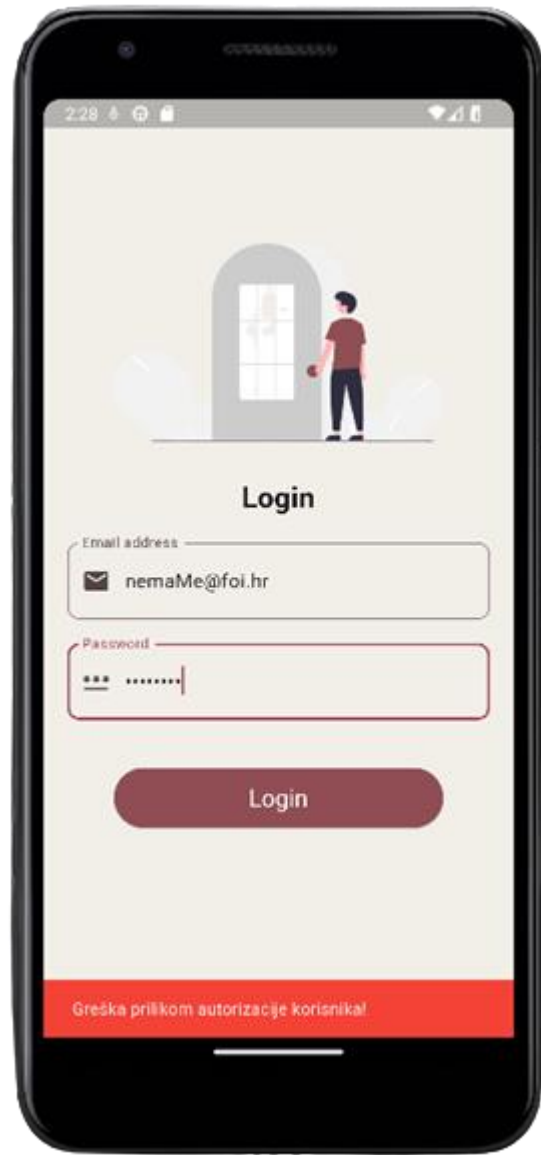 2:28
Login
Email address
nemaMe@foi.hr
Password
••••••••
Login
Greška prilikom autorizacije korisnika!